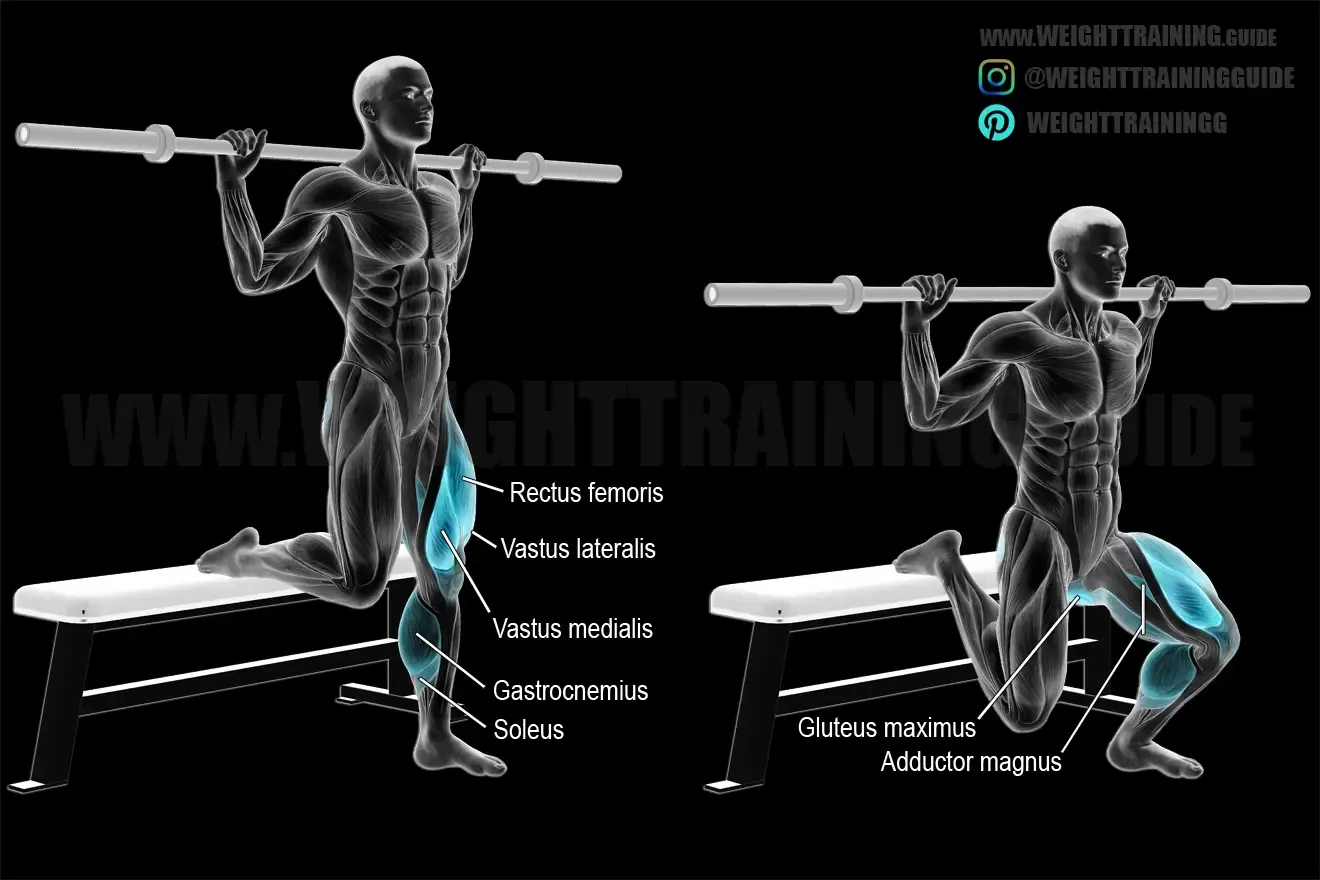 WWW.WEIGHTTRAINING.GUIDE
@WEIGHTTRAININGGUIDE
WEIGHTTRAININGG
WWW.WEIGHTTRAINING.GUIDE
Rectus femoris
Vastus lateralis
Vastus medialis
Gastrocnemius
Soleus
Gluteus maximus
Adductor magnus